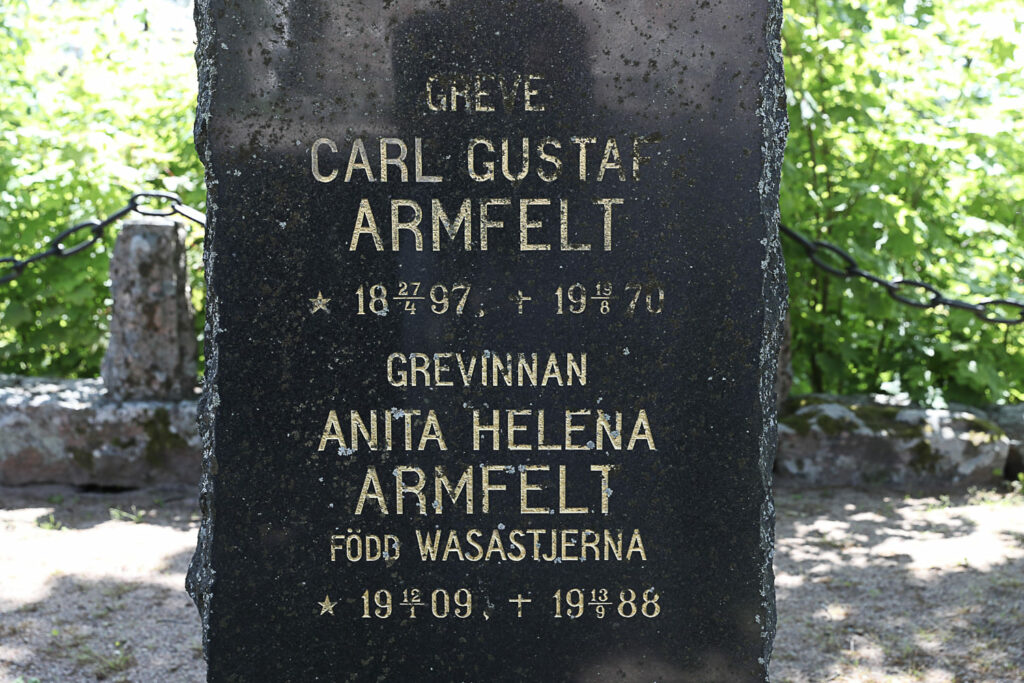 GREVE
CARL GUSTAF
ARMFELT
★ 18 27/4 97, + 19 19/8 70
GREVINNAN
ANITA HELENA
ARMFELT
FÖDD WASASTJERNA
★ 19 12/1 09, + 19 13/9 88